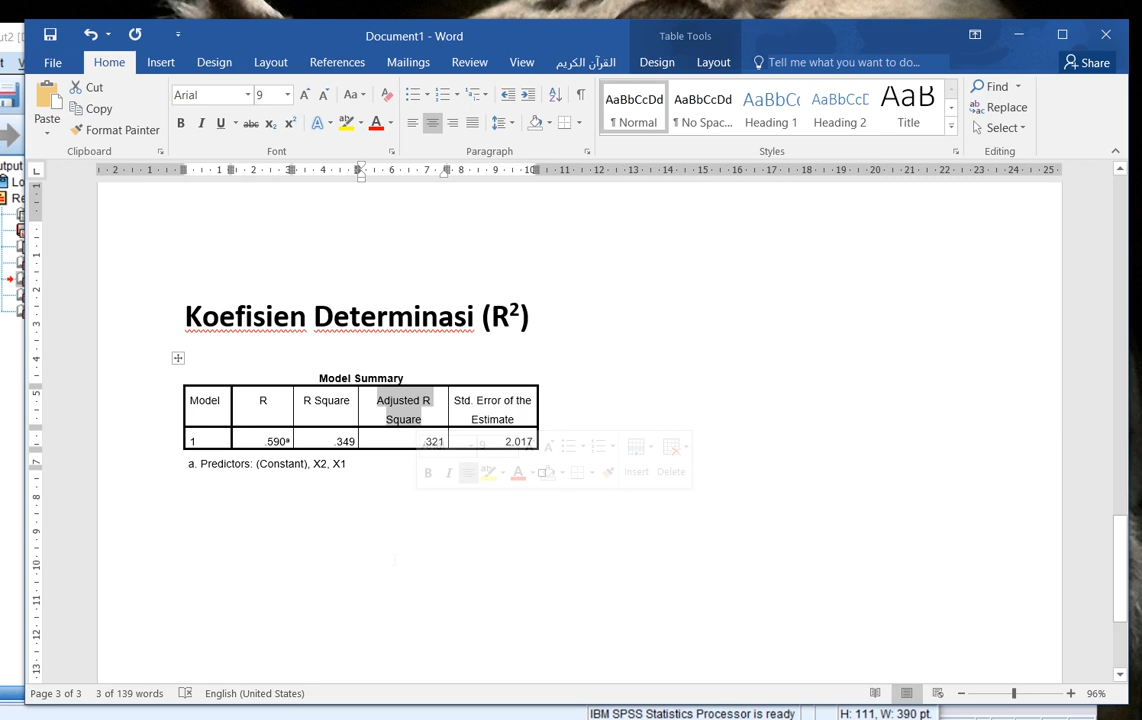 Document1 - Word
Table Tools
File Home Insert Design Layout References Mailings Review View القرآن الكريم Design Layout Tell me what you want to do... Share
Paste
Cut
Copy
Format Painter
Clipboard
Arial 9
Font
Paragraph
AaBbCcDd AaBbCcDd AaBbCc AaBbCcE AaB
¶ Normal ¶ No Spac... Heading 1 Heading 2 Title
Styles
Find
Replace
Select
Editing
Koefisien Determinasi (R²)
Model Summary
Model R R Square Adjusted R Square Std. Error of the Estimate
1 .590ᵃ .349 .321 2.017
a. Predictors: (Constant), X2, X1
Insert Delete
Page 3 of 3 3 of 139 words English (United States) 96%
IBM SPSS Statistics Processor is ready H: 111, W: 390 pt.